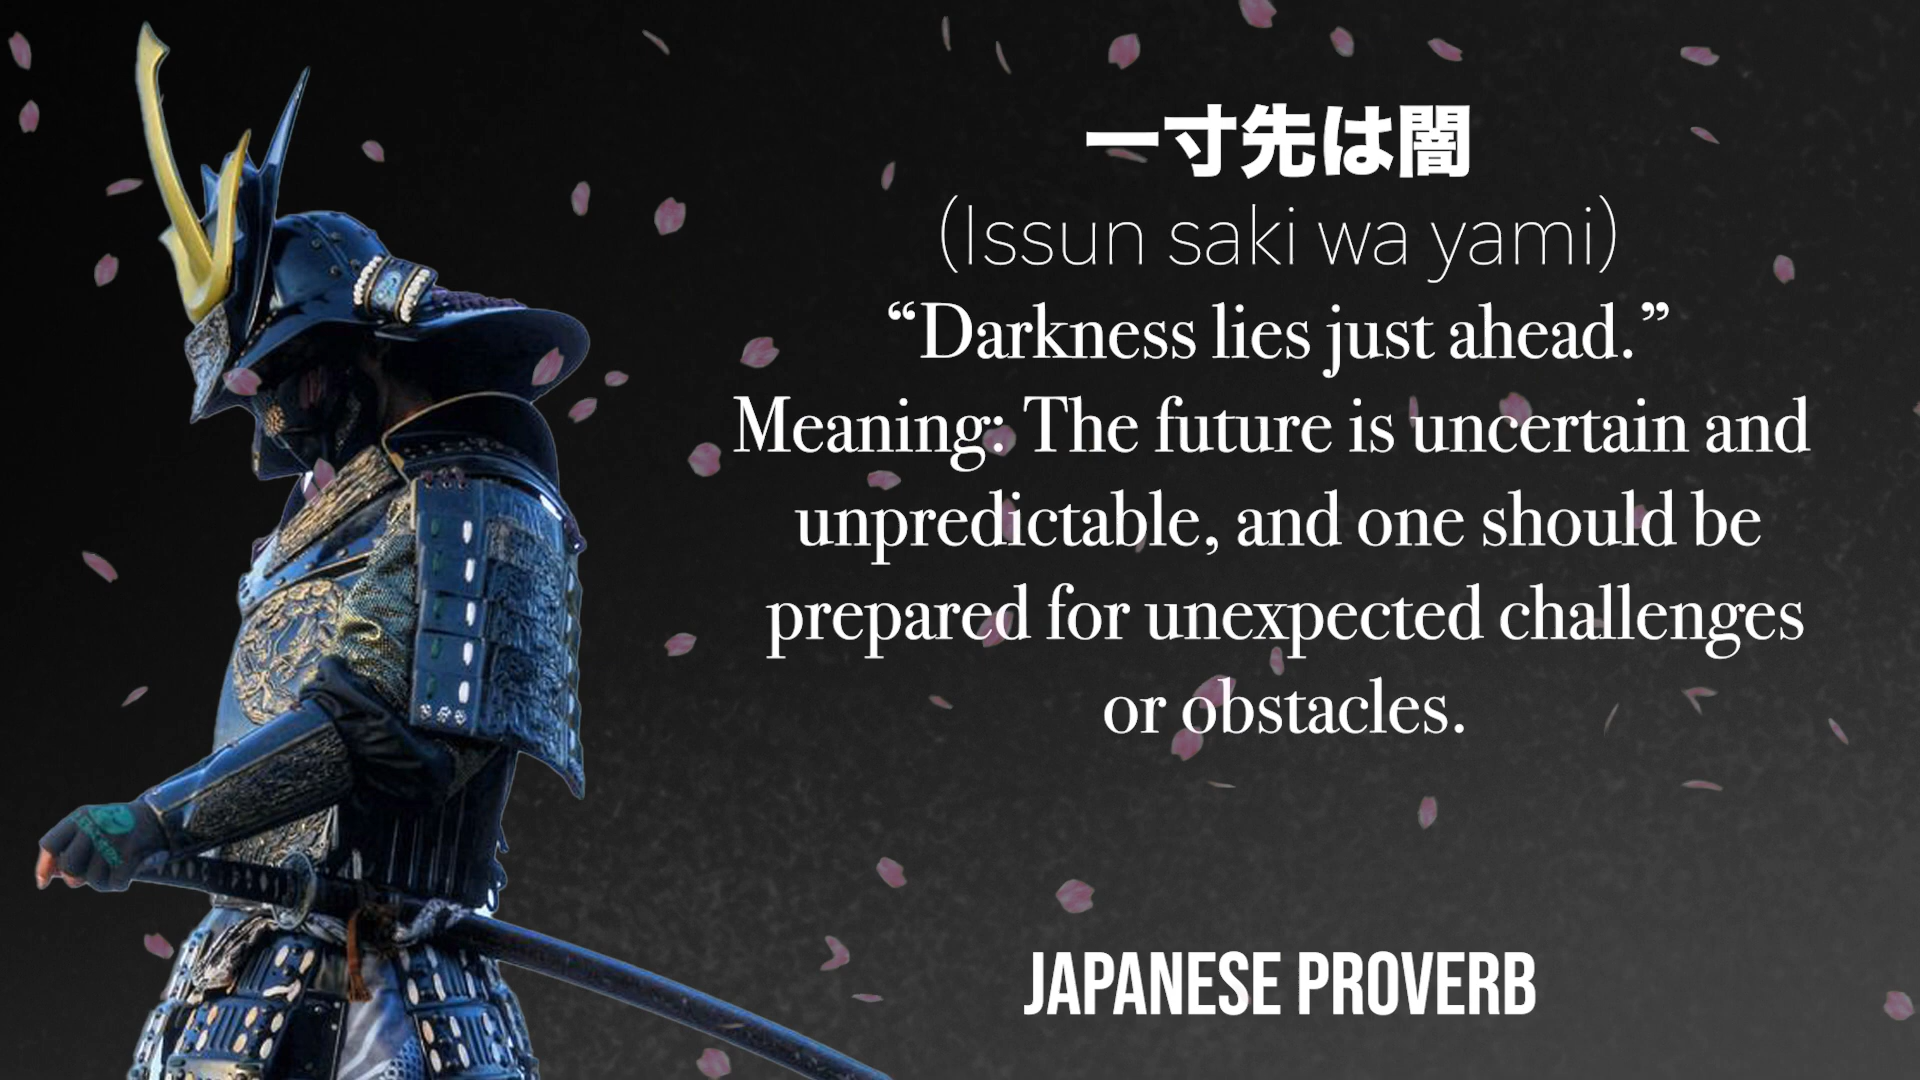 一寸先は闇
(Issun saki wa yami)
“Darkness lies just ahead.”
Meaning: The future is uncertain and
unpredictable, and one should be
prepared for unexpected challenges
or obstacles.
JAPANESE PROVERB